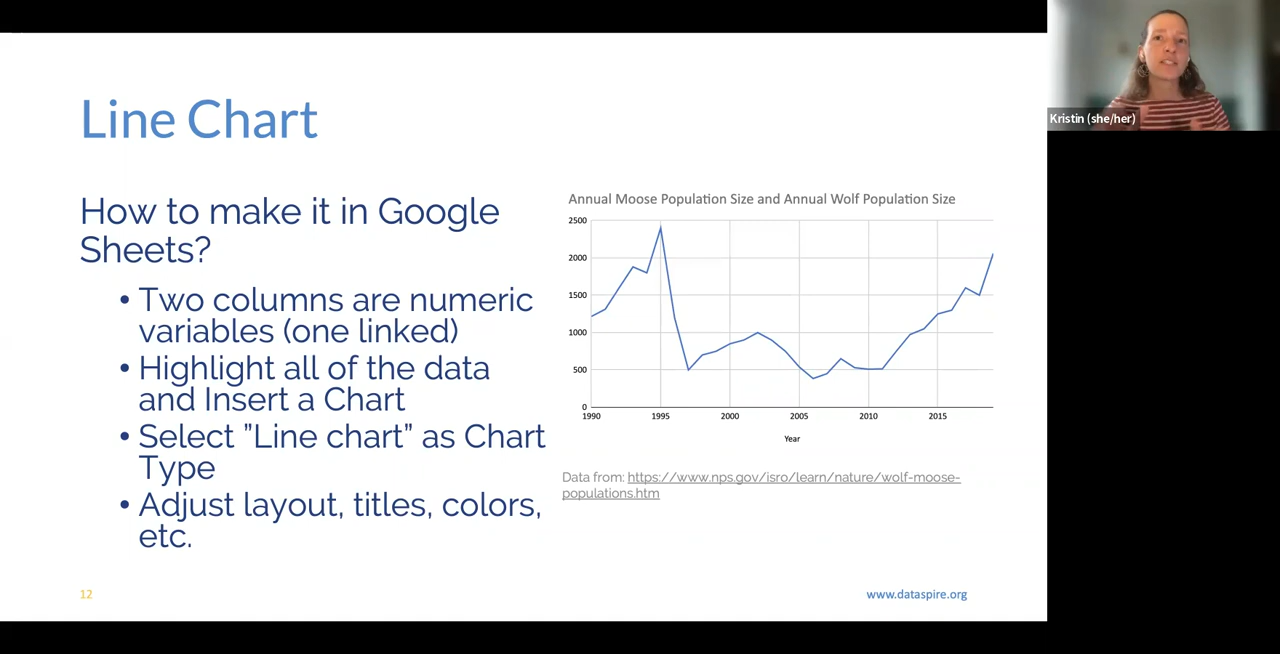 Line Chart
How to make it in Google
Sheets?
• Two columns are numeric
variables (one linked)
• Highlight all of the data
and Insert a Chart
• Select ”Line chart” as Chart
Type
• Adjust layout, titles, colors,
etc.
Annual Moose Population Size and Annual Wolf Population Size
2500
2000
1500
1000
500
0
1990 1995 2000 2005 2010 2015
Year
Data from: https://www.nps.gov/isro/learn/nature/wolf-moose-
populations.htm
12
www.dataspire.org
Kristin (she/her)